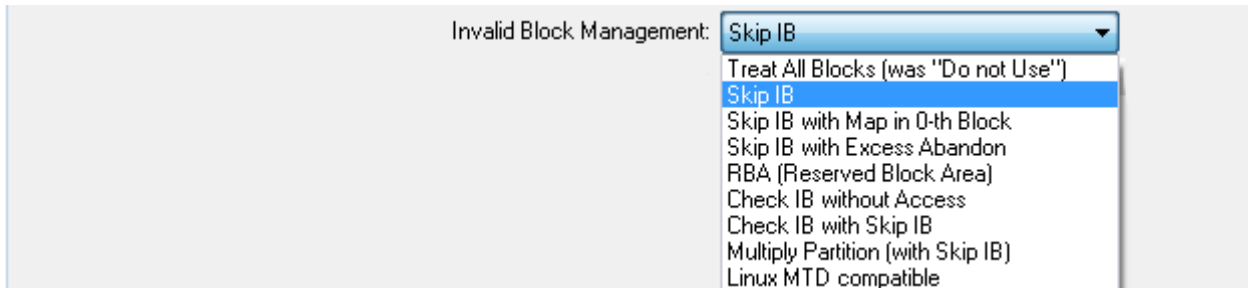 Invalid Block Management: Skip IB
Treat All Blocks (was "Do not Use")
Skip IB
Skip IB with Map in 0-th Block
Skip IB with Excess Abandon
RBA (Reserved Block Area)
Check IB without Access
Check IB with Skip IB
Multiply Partition (with Skip IB)
Linux MTD compatible